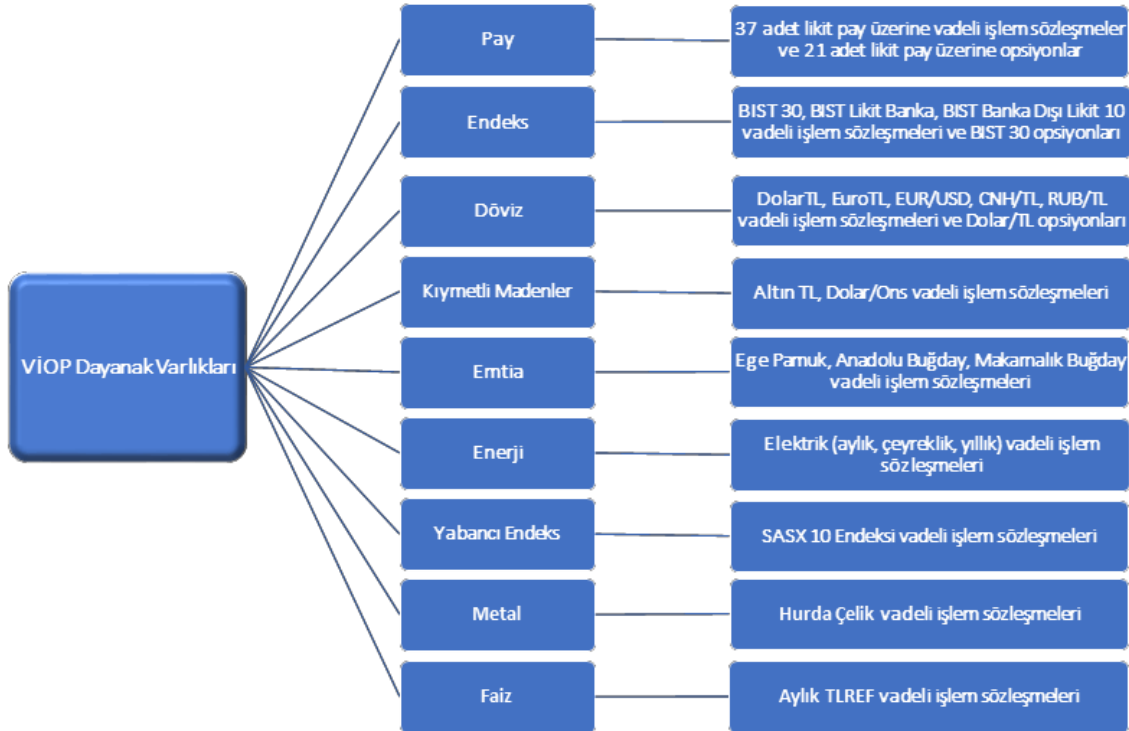 VİOP Dayanak Varlıkları
Pay
37 adet likit pay üzerine vadeli işlem sözleşmeler
ve 21 adet likit pay üzerine opsiyonlar
Endeks
BIST 30, BIST Likit Banka, BIST Banka Dışı Likit 10
vadeli işlem sözleşmeleri ve BIST 30 opsiyonları
Döviz
DolarTL, EuroTL, EUR/USD, CNH/TL, RUB/TL
vadeli işlem sözleşmeleri ve Dolar/TL opsiyonları
Kıymetli Madenler
Altın TL, Dolar/Ons vadeli işlem sözleşmeleri
Emtia
Ege Pamuk, Anadolu Buğday, Makarnalık Buğday
vadeli işlem sözleşmeleri
Enerji
Elektrik (aylık, çeyreklik, yıllık) vadeli işlem
sözleşmeleri
Yabancı Endeks
SASX 10 Endeksi vadeli işlem sözleşmeleri
Metal
Hurda Çelik vadeli işlem sözleşmeleri
Faiz
Aylık TLREF vadeli işlem sözleşmeleri